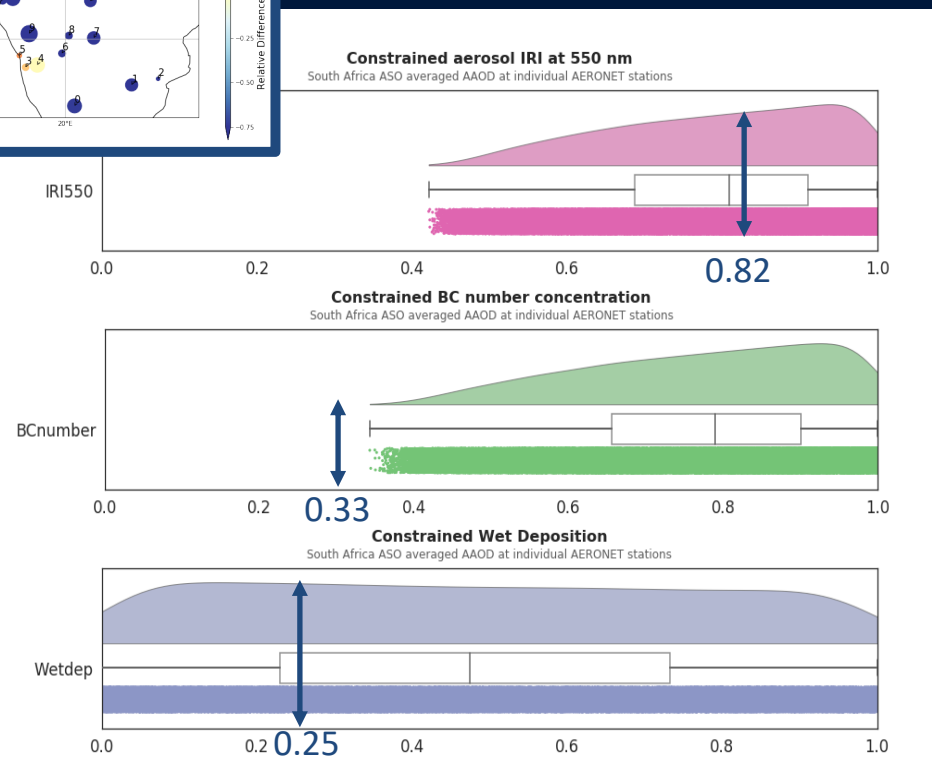 9
8
7
6
5
3
4
1
2
0
20°E
−0.25
−0.50
−0.75
Relative Difference
Constrained aerosol IRI at 550 nm
South Africa ASO averaged AAOD at individual AERONET stations
IRI550
0.0 0.2 0.4 0.6 1.0
0.82
Constrained BC number concentration
South Africa ASO averaged AAOD at individual AERONET stations
BCnumber
0.0 0.2 0.4 0.6 0.8 1.0
0.33
Constrained Wet Deposition
South Africa ASO averaged AAOD at individual AERONET stations
Wetdep
0.0 0.2 0.4 0.6 0.8 1.0
0.25